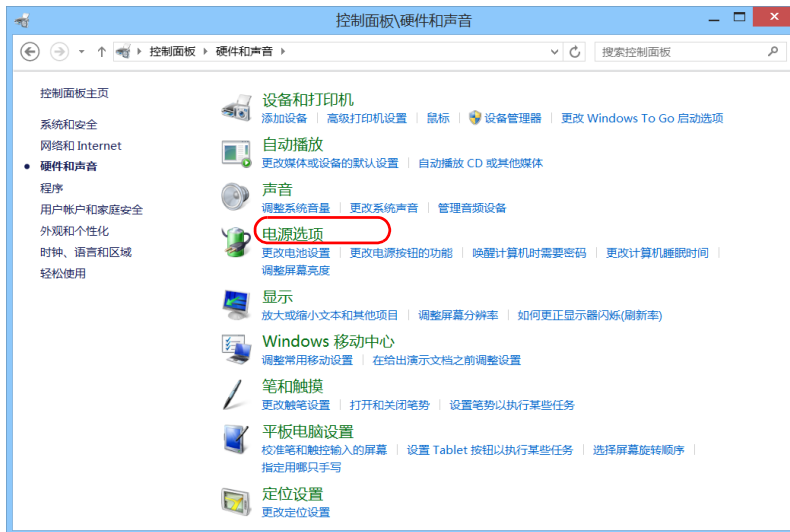 控制面板\硬件和声音
控制面板 硬件和声音
搜索控制面板
控制面板主页
系统和安全
网络和 Internet
硬件和声音
程序
用户帐户和家庭安全
外观和个性化
时钟、语言和区域
轻松使用
设备和打印机
添加设备 高级打印机设置 鼠标 设备管理器 更改 Windows To Go 启动选项
自动播放
更改媒体或设备的默认设置 自动播放 CD 或其他媒体
声音
调整系统音量 更改系统声音 管理音频设备
电源选项
更改电池设置 更改电源按钮的功能 唤醒计算机时需要密码 更改计算机睡眠时间
调整屏幕亮度
显示
放大或缩小文本和其他项目 调整屏幕分辨率 如何更正显示器闪烁(刷新率)
Windows 移动中心
调整常用移动设置 在给出演示文档之前调整设置
笔和触摸
更改触笔设置 打开和关闭笔势 设置笔势以执行某些任务
平板电脑设置
校准笔和触控输入的屏幕 设置 Tablet 按钮以执行某些任务 选择屏幕旋转顺序
指定用哪只手写
定位设置
更改定位设置